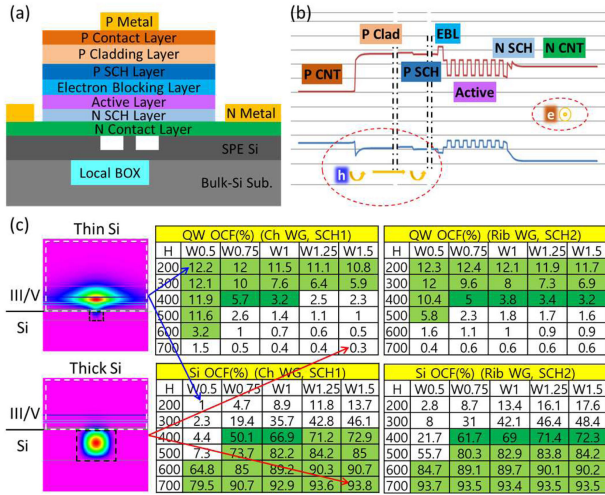 (a)
P Metal
P Contact Layer
P Cladding Layer
P SCH Layer
Electron Blocking Layer
Active Layer
N SCH Layer
N Metal
N Contact Layer
SPE Si
Local BOX
Bulk-Si Sub.
(b)
P Clad
EBL
N SCH
N CNT
P CNT
P SCH
Active
e
h
(c)
Thin Si
III/V
Si
Thick Si
III/V
Si
QW OCF(%) (Ch WG, SCH1)
H W0.5 W0.75 W1 W1.25 W1.5
200 12.2 12 11.5 11.1 10.8
300 12.1 10 7.6 6.4 5.9
400 11.9 5.7 3.2 2.5 2.3
500 11.6 2.6 1.4 1.1 1
600 3.2 1 0.7 0.6 0.5
700 1.5 0.5 0.4 0.4 0.3
QW OCF(%) (Rib WG, SCH2)
H W0.5 W0.75 W1 W1.25 W1.5
200 12.3 12.4 12.1 11.9 11.7
300 12 9.6 8 7.3 6.9
400 10.4 5 3.8 3.4 3.2
500 5.8 2.3 1.8 1.7 1.6
600 1.6 1.1 1 0.9 0.9
700 0.4 0.6 0.6 0.6 0.6
Si OCF(%) (Ch WG, SCH1)
H W0.5 W0.75 W1 W1.25 W1.5
200 1 4.7 8.9 11.8 13.7
300 2.3 19.4 35.7 42.8 46.1
400 4.4 50.1 66.9 71.2 72.9
500 7.3 73.7 82.2 84.2 85
600 64.8 85 89.2 90.3 90.7
700 79.5 90.7 92.9 93.6 93.8
Si OCF(%) (Rib WG, SCH2)
H W0.5 W0.75 W1 W1.25 W1.5
200 2.8 8.7 13.4 16.1 17.6
300 8 31 42.1 46.4 48.4
400 21.7 61.7 69 71.4 72.3
500 55.7 80.3 82.9 83.8 84.2
600 84.7 89.1 89.7 90.1 90.2
700 93.7 93.5 93.4 93.5 93.5